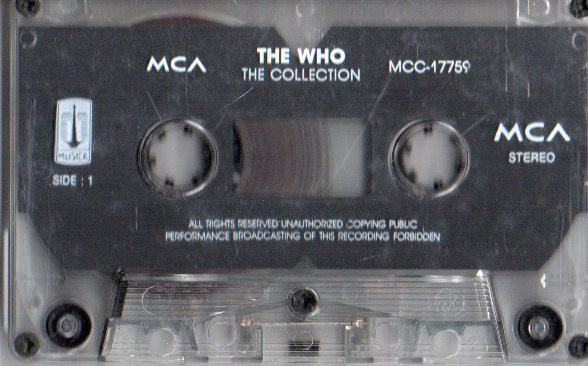 MCA
THE WHO
THE COLLECTION
MCC-17759
MUSICA
SIDE : 1
MCA
STEREO
ALL RIGHTS RESERVED·UNAUTHORIZED COPYING PUBLIC
PERFORMANCE BROADCASTING OF THIS RECORDING FORBIDDEN